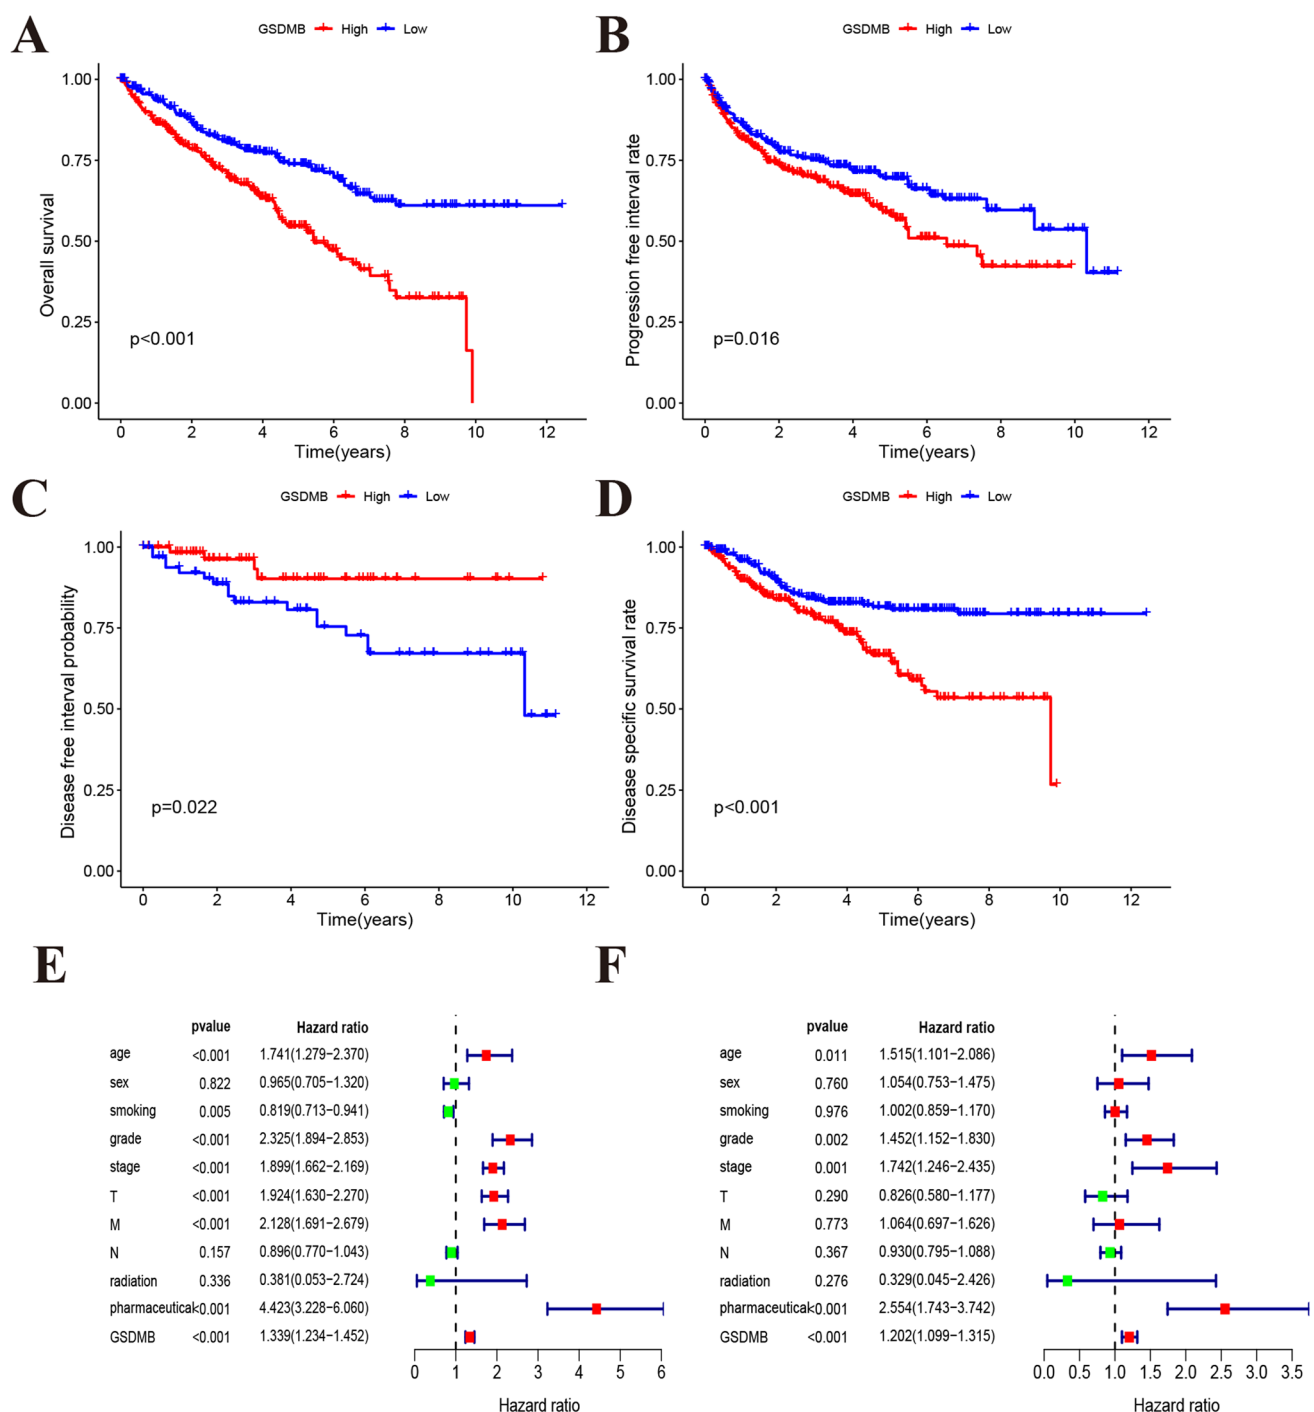 A
GSDMB High Low
1.00
0.75
0.50
0.25
0.00
Overall survival
p<0.001
0 2 4 6 8 10 12
Time(years)
B
GSDMB High Low
1.00
0.75
0.50
0.25
0.00
Progression free interval rate
p=0.016
0 2 4 6 8 10 12
Time(years)
C
GSDMB High Low
1.00
0.75
0.50
0.25
0.00
Disease free interval probability
p=0.022
0 2 4 6 8 10 12
Time(years)
D
GSDMB High Low
1.00
0.75
0.50
0.25
0.00
Disease specific survival rate
p<0.001
0 2 4 6 8 10 12
Time(years)
E
pvalue Hazard ratio
age <0.001 1.741(1.279−2.370)
sex 0.822 0.965(0.705−1.320)
smoking 0.005 0.819(0.713−0.941)
grade <0.001 2.325(1.894−2.853)
stage <0.001 1.899(1.662−2.169)
T <0.001 1.924(1.630−2.270)
M <0.001 2.128(1.691−2.679)
N 0.157 0.896(0.770−1.043)
radiation 0.336 0.381(0.053−2.724)
pharmaceutical<0.001 4.423(3.228−6.060)
GSDMB <0.001 1.339(1.234−1.452)
0 1 2 3 4 5 6
Hazard ratio
F
pvalue Hazard ratio
age 0.011 1.515(1.101−2.086)
sex 0.760 1.054(0.753−1.475)
smoking 0.976 1.002(0.859−1.170)
grade 0.002 1.452(1.152−1.830)
stage 0.001 1.742(1.246−2.435)
T 0.290 0.826(0.580−1.177)
M 0.773 1.064(0.697−1.626)
N 0.367 0.930(0.795−1.088)
radiation 0.276 0.329(0.045−2.426)
pharmaceutical<0.001 2.554(1.743−3.742)
GSDMB <0.001 1.202(1.099−1.315)
0.0 0.5 1.0 1.5 2.0 2.5 3.0 3.5
Hazard ratio